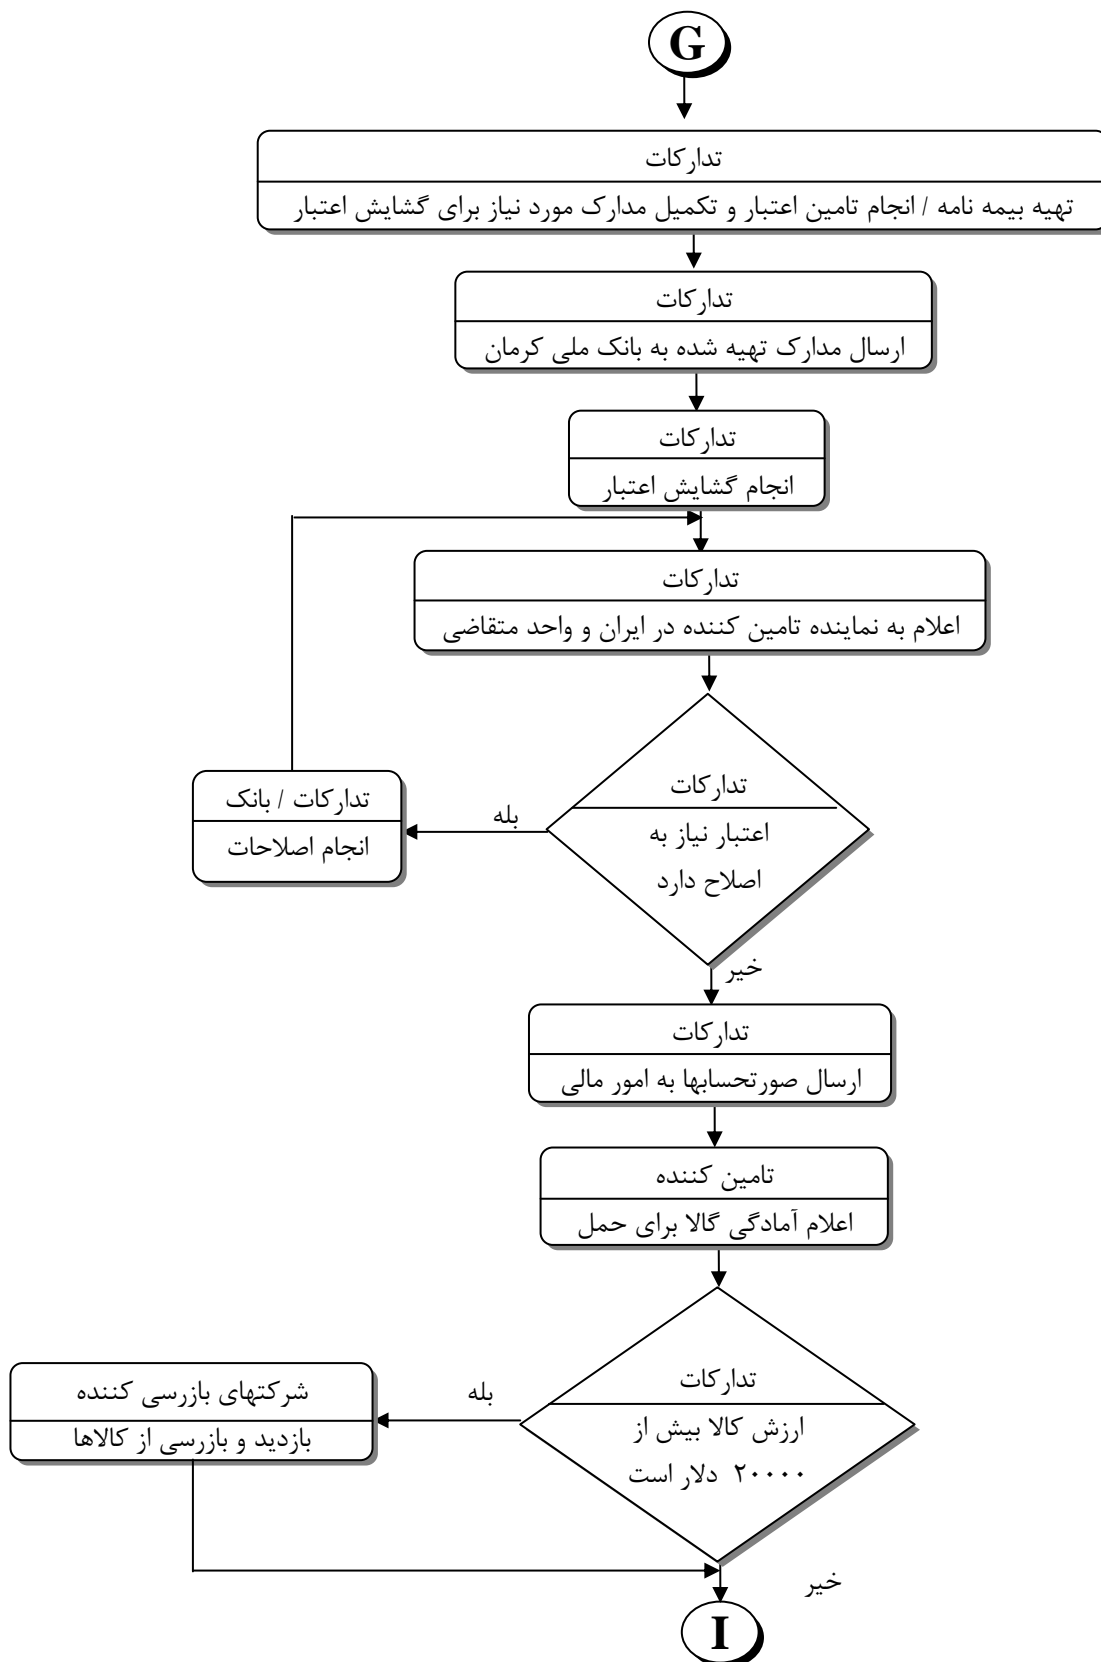 G
تدارکات
تهیه بیمه نامه / انجام تامین اعتبار و تکمیل مدارک مورد نیاز برای گشایش اعتبار
تدارکات
ارسال مدارک تهیه شده به بانک ملی کرمان
تدارکات
انجام گشایش اعتبار
تدارکات
اعلام به نماینده تامین کننده در ایران و واحد متقاضی
تدارکات
اعتبار نیاز به
اصلاح دارد
بله
تدارکات / بانک
انجام اصلاحات
خیر
تدارکات
ارسال صورتحسابها به امور مالی
تامین کننده
اعلام آمادگی گالا برای حمل
تدارکات
ارزش کالا بیش از
۲۰۰۰۰ دلار است
بله
شرکتهای بازرسی کننده
بازدید و بازرسی از کالاها
خیر
I